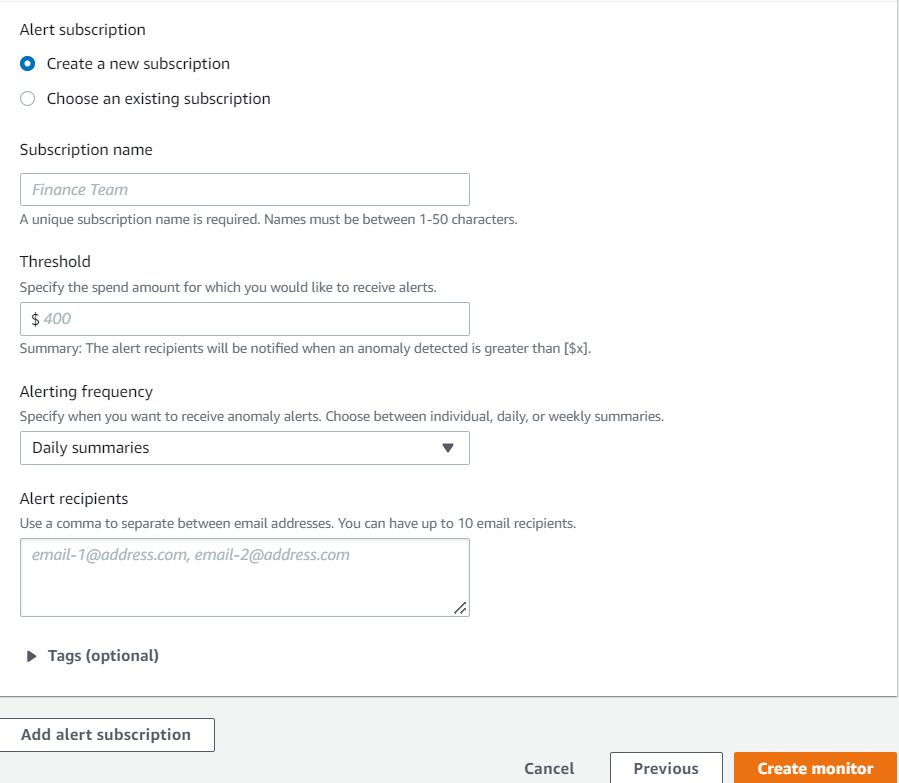 Alert subscription
Create a new subscription
Choose an existing subscription
Subscription name
Finance Team
A unique subscription name is required. Names must be between 1-50 characters.
Threshold
Specify the spend amount for which you would like to receive alerts.
$ 400
Summary: The alert recipients will be notified when an anomaly detected is greater than [$x].
Alerting frequency
Specify when you want to receive anomaly alerts. Choose between individual, daily, or weekly summaries.
Daily summaries
Alert recipients
Use a comma to separate between email addresses. You can have up to 10 email recipients.
email-1@address.com, email-2@address.com
Tags (optional)
Add alert subscription
Cancel Previous Create monitor